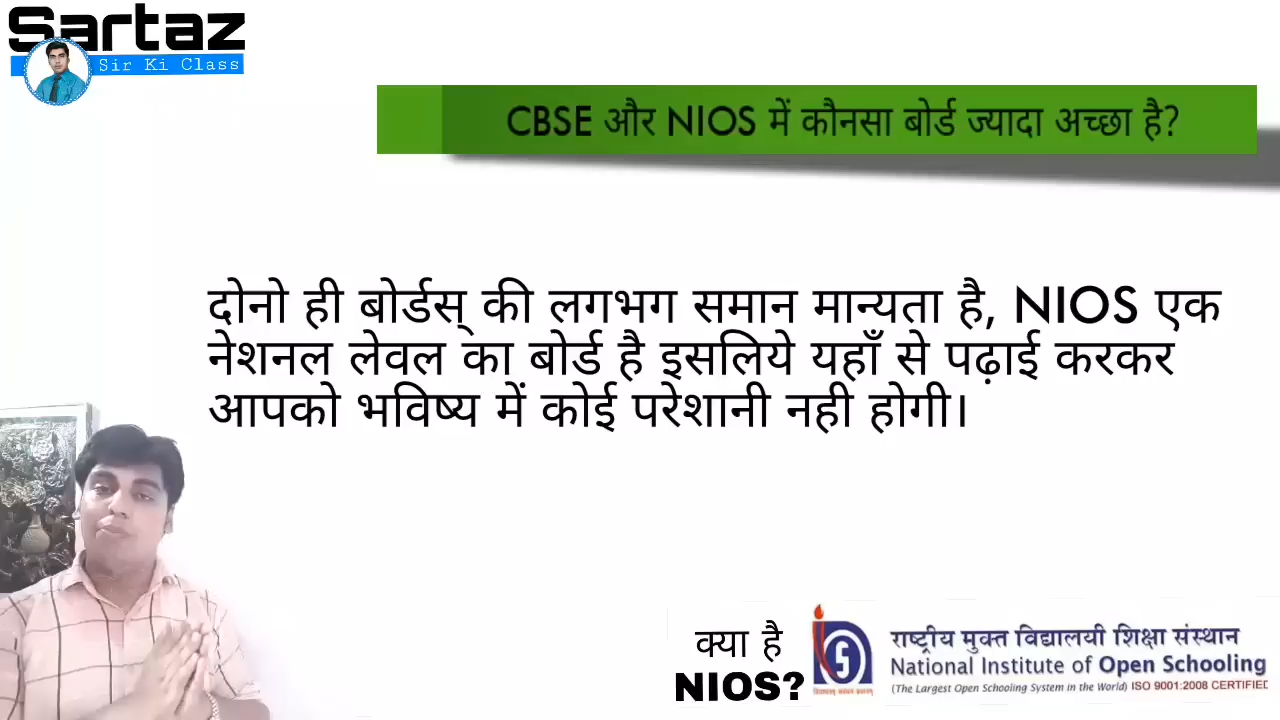 Sartaz
Sir Ki Class
CBSE और NIOS में कौनसा बोर्ड ज्यादा अच्छा है?
दोनो ही बोर्डस् की लगभग समान मान्यता है, NIOS एक
नेशनल लेवल का बोर्ड है इसलिये यहाँ से पढ़ाई करकर
आपको भविष्य में कोई परेशानी नही होगी।
क्या है
NIOS?
राष्ट्रीय मुक्त विद्यालयी शिक्षा संस्थान
National Institute of Open Schooling
(The Largest Open Schooling System in the World) ISO 9001:2008 CERTIFIED